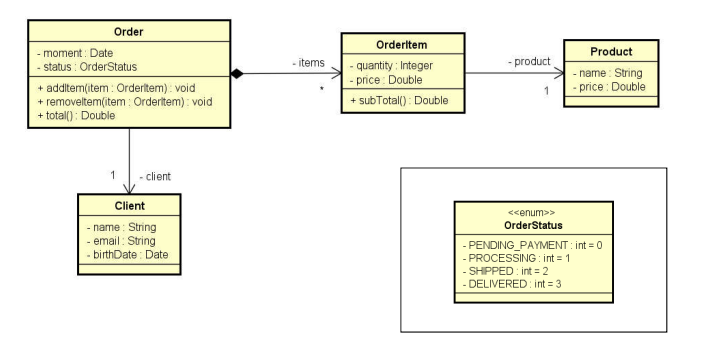 Order
- moment : Date
- status : OrderStatus
+ addItem(item : OrderItem) : void
+ removeItem(item : OrderItem) : void
+ total() : Double
- items
*
OrderItem
- quantity : Integer
- price : Double
+ subTotal() : Double
- product
1
Product
- name : String
- price : Double
1
- client
Client
- name : String
- email : String
- birthDate : Date
<<enum>>
OrderStatus
- PENDING_PAYMENT : int = 0
- PROCESSING : int = 1
- SHIPPED : int = 2
- DELIVERED : int = 3